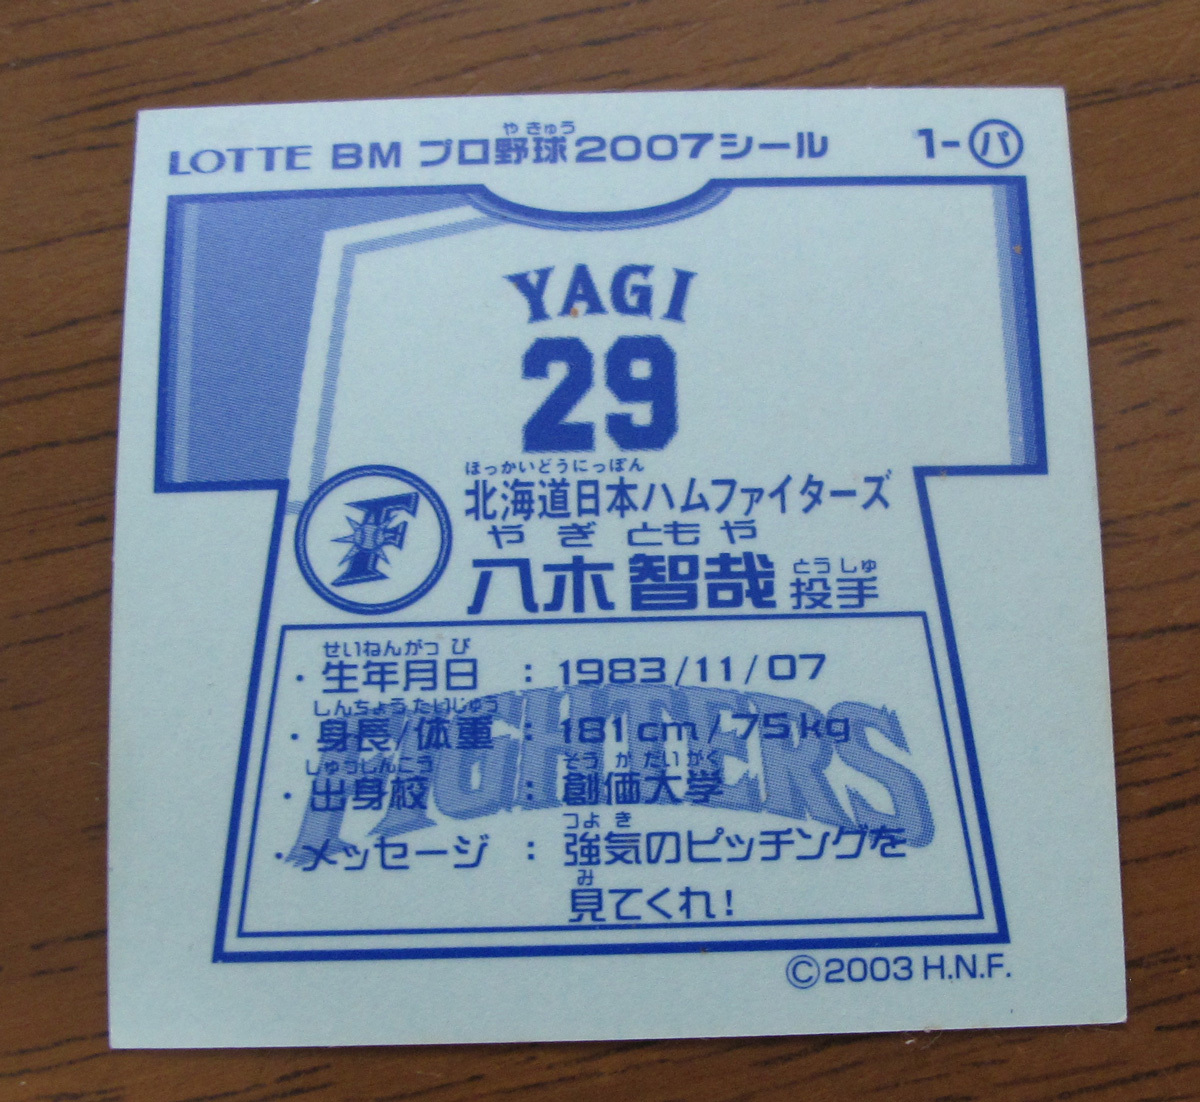 やきゅう
LOTTE BM プロ野球2007シール 1-パ
YAGI
29
ほっかいどうにっぽん
北海道日本ハムファイターズ
やぎ ともや とうしゅ
八木 智哉 投手
F
せいねんがっぴ
・生年月日 : 1983/11/07
しんちょう たいじゅう
・身長/体重 : 181cm/75kg
しゅうしんこう そうかだいがく
・出身校 : 創価大学
つよき
・メッセージ : 強気のピッチングを
み
見てくれ!
FIGHTERS
©2003 H.N.F.